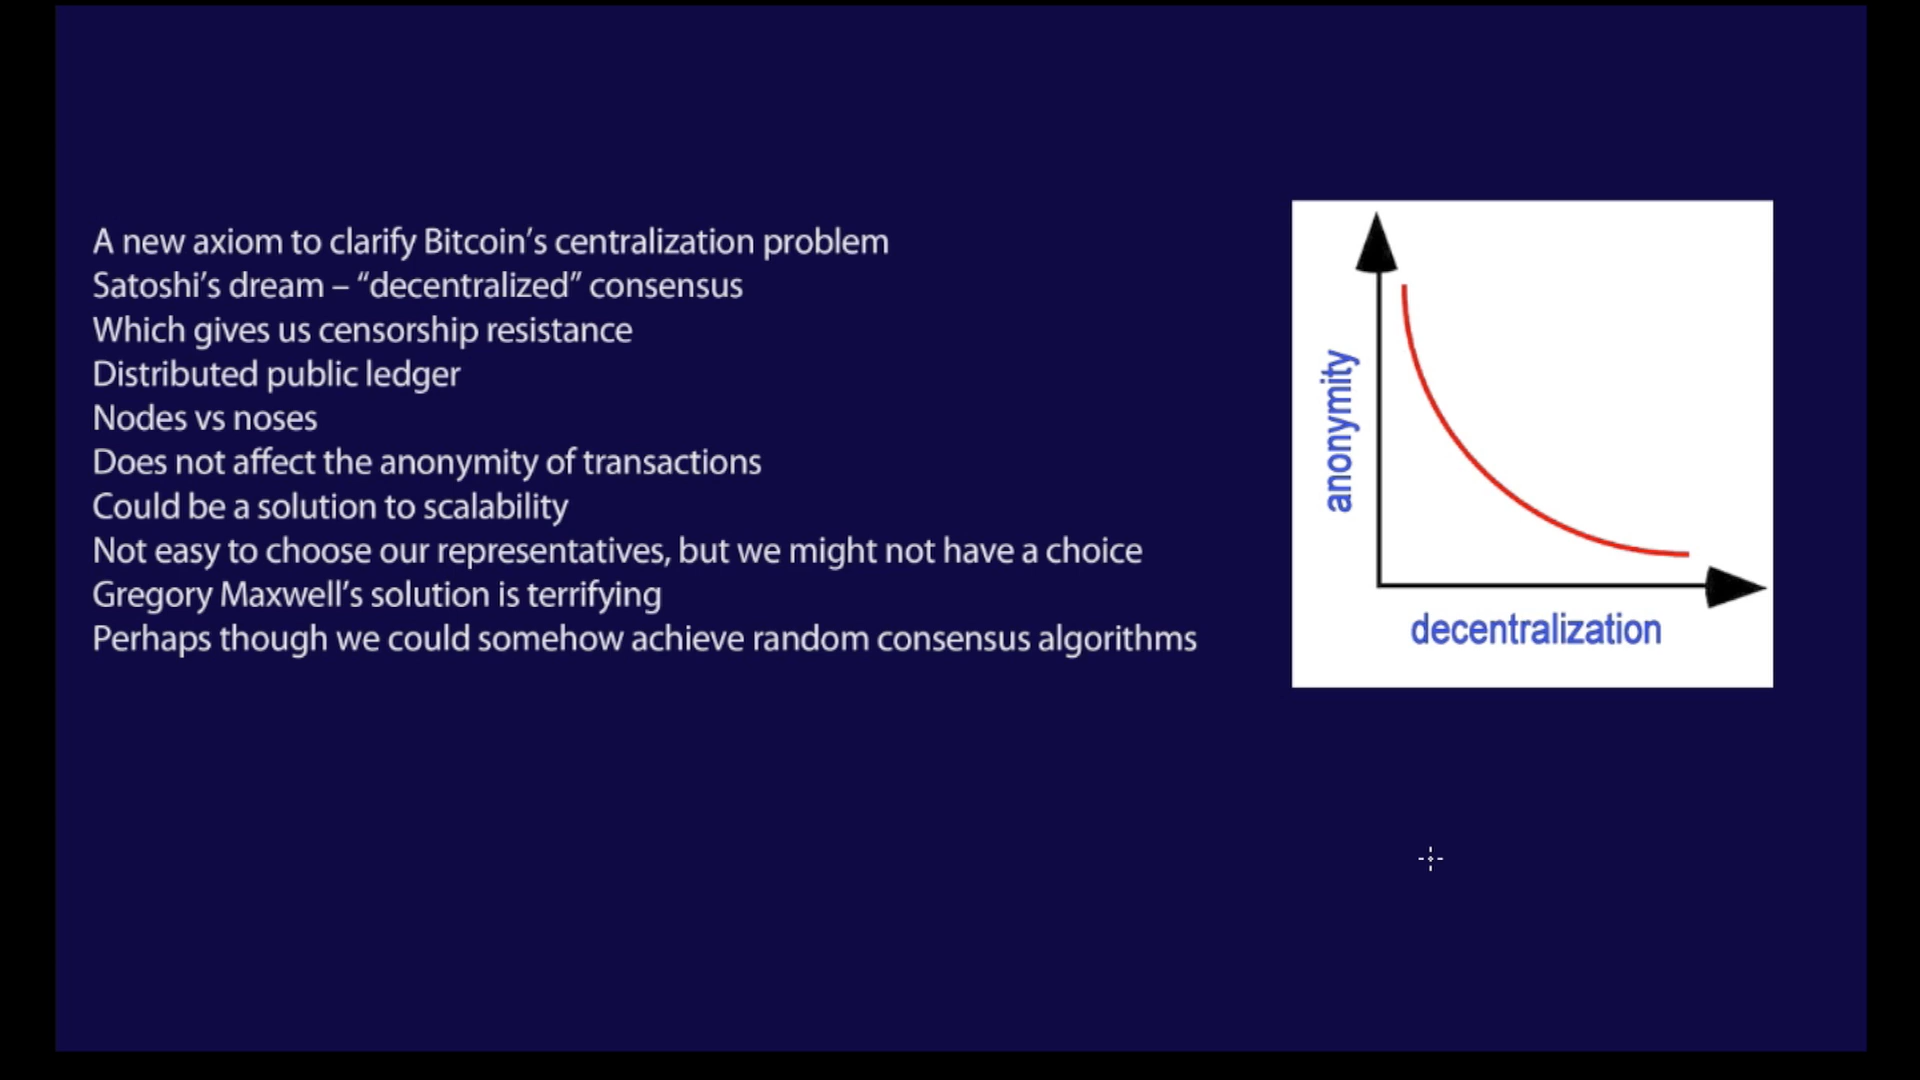 A new axiom to clarify Bitcoin’s centralization problem
Satoshi’s dream – “decentralized” consensus
Which gives us censorship resistance
Distributed public ledger
Nodes vs noses
Does not affect the anonymity of transactions
Could be a solution to scalability
Not easy to choose our representatives, but we might not have a choice
Gregory Maxwell’s solution is terrifying
Perhaps though we could somehow achieve random consensus algorithms
anonymity
decentralization